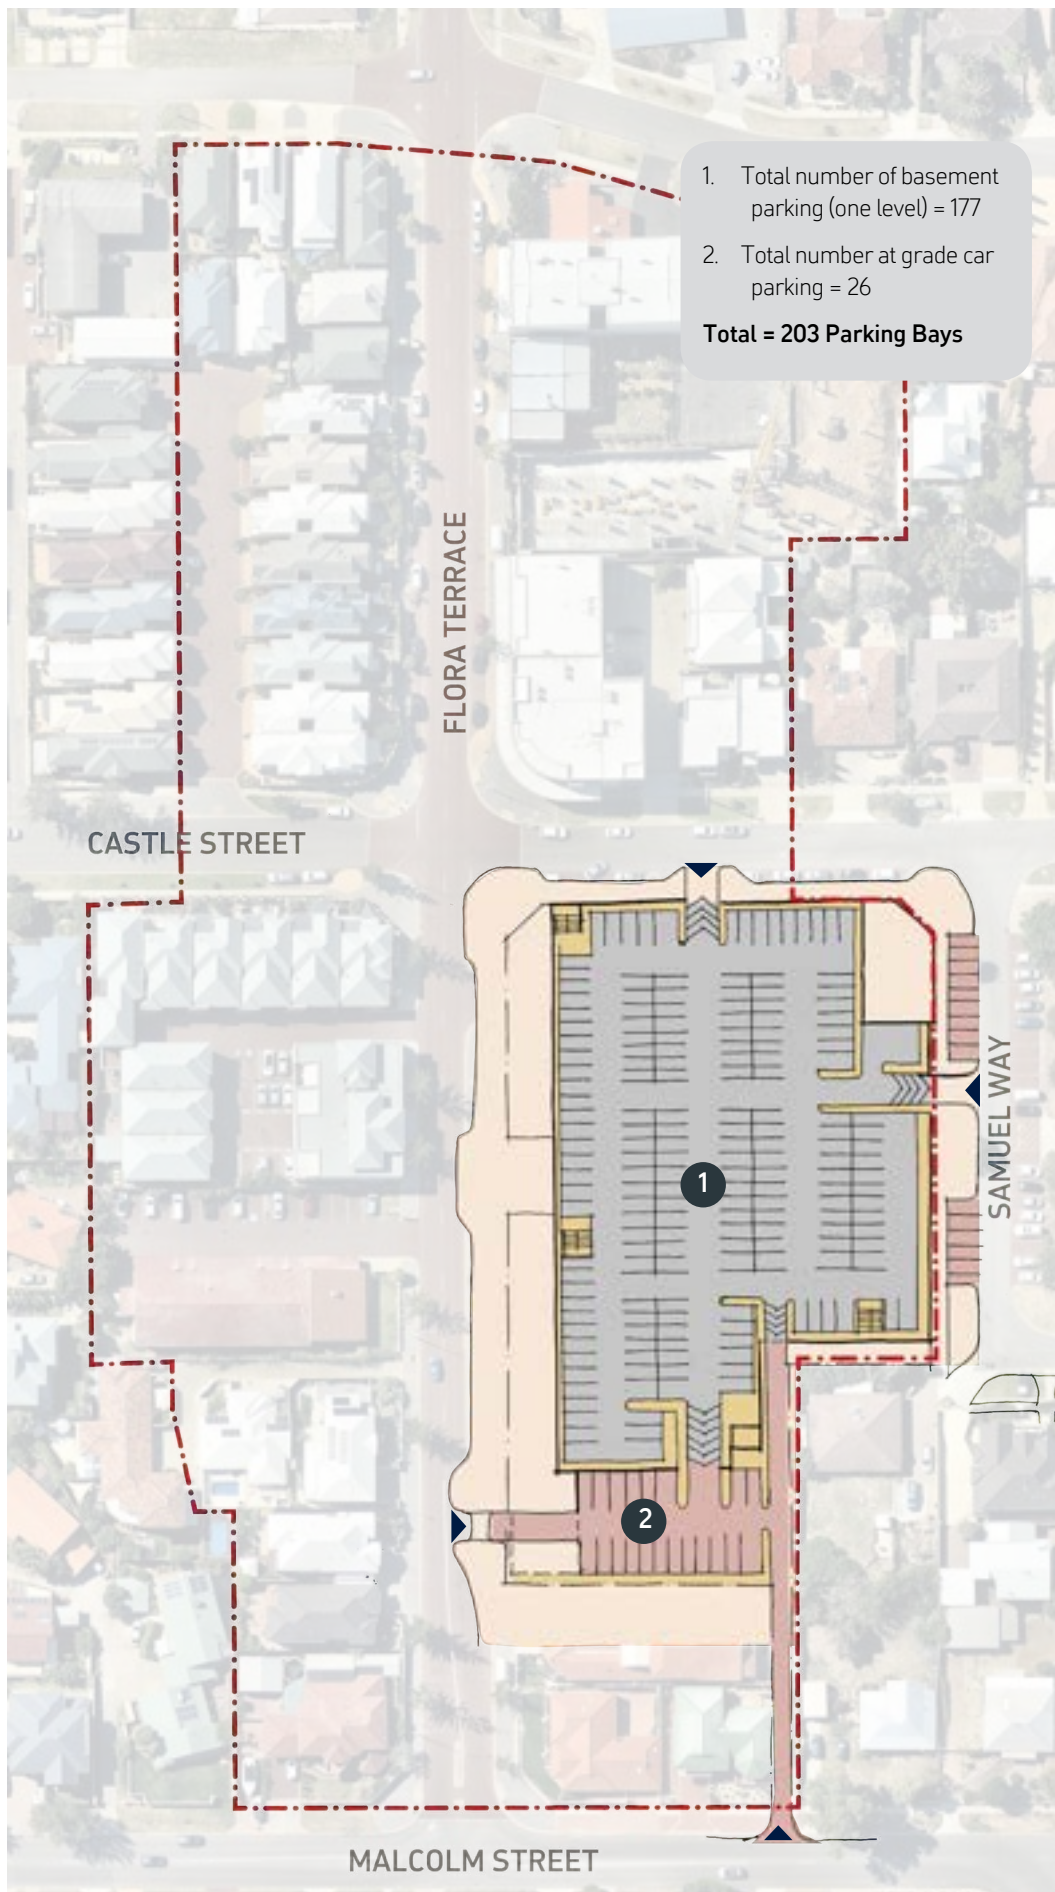 1. Total number of basement
parking (one level) = 177
2. Total number at grade car
parking = 26
Total = 203 Parking Bays
FLORA TERRACE
CASTLE STREET
SAMUEL WAY
1
2
MALCOLM STREET